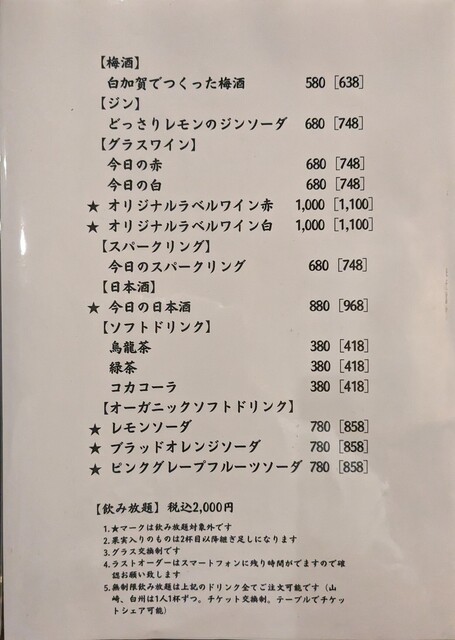 【梅酒】
白加賀でつくった梅酒 580 [638]
【ジン】
どっさりレモンのジンソーダ 680 [748]
【グラスワイン】
今日の赤 680 [748]
今日の白 680 [748]
★ オリジナルラベルワイン赤 1,000 [1,100]
★ オリジナルラベルワイン白 1,000 [1,100]
【スパークリング】
今日のスパークリング 680 [748]
【日本酒】
★ 今日の日本酒 880 [968]
【ソフトドリンク】
烏龍茶 380 [418]
緑茶 380 [418]
コカコーラ 380 [418]
【オーガニックソフトドリンク】
★ レモンソーダ 780 [858]
★ ブラッドオレンジソーダ 780 [858]
★ ピンクグレープフルーツソーダ 780 [858]
【飲み放題】税込2,000円
1.★マークは飲み放題対象外です
2.果実入りのものは2杯目以降継ぎ足しになります
3.グラス交換制です
4.ラストオーダーはスマートフォンに残り時間がでますので確
認お願い致します
5.無制限飲み放題は上記のドリンク全てご注文可能です（山
崎、白州は1人1杯ずつ。チケット交換制。テーブルでチケッ
トシェア可能）